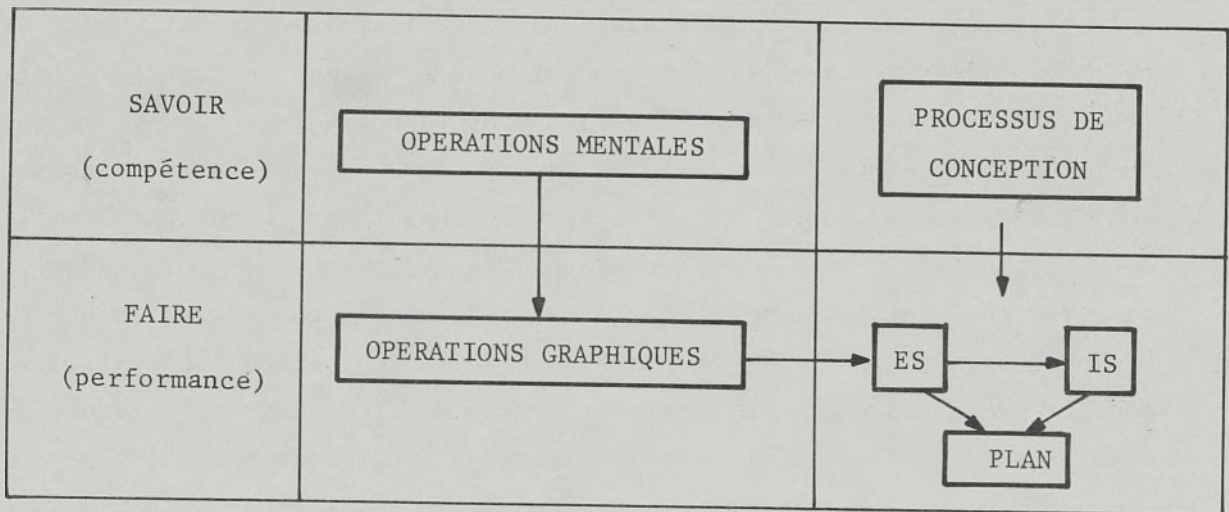 SAVOIR
(compétence)
OPERATIONS MENTALES
PROCESSUS DE
CONCEPTION
FAIRE
(performance)
OPERATIONS GRAPHIQUES
ES
IS
PLAN